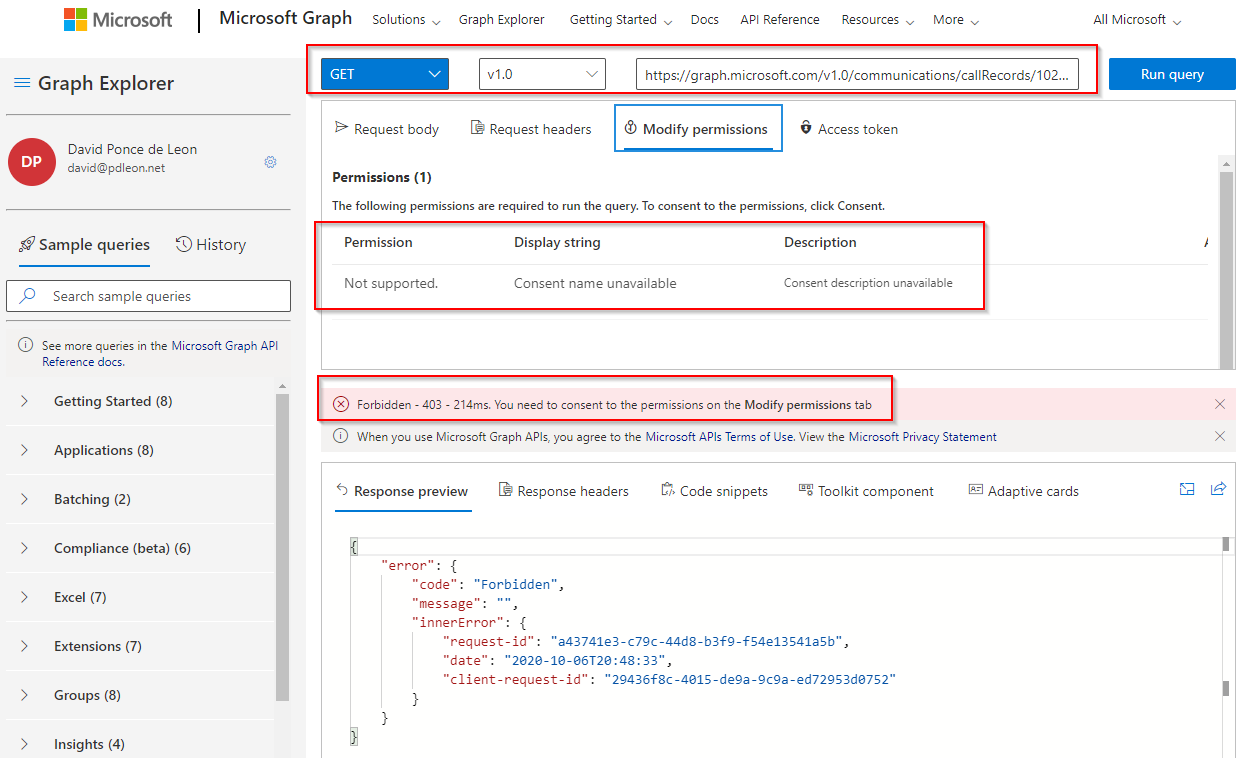 Microsoft | Microsoft Graph Solutions Graph Explorer Getting Started Docs API Reference Resources More All Microsoft
GET v1.0 https://graph.microsoft.com/v1.0/communications/callRecords/102... Run query
Graph Explorer
DP
David Ponce de Leon
david@pdleon.net
Sample queries History
Search sample queries
See more queries in the Microsoft Graph API
Reference docs.
Getting Started (8)
Applications (8)
Batching (2)
Compliance (beta) (6)
Excel (7)
Extensions (7)
Groups (8)
Insights (4)
Request body Request headers Modify permissions Access token
Permissions (1)
The following permissions are required to run the query. To consent to the permissions, click Consent.
Permission Display string Description
Not supported. Consent name unavailable Consent description unavailable
Forbidden - 403 - 214ms. You need to consent to the permissions on the Modify permissions tab
When you use Microsoft Graph APIs, you agree to the Microsoft APIs Terms of Use. View the Microsoft Privacy Statement
Response preview Response headers Code snippets Toolkit component Adaptive cards
{
"error": {
"code": "Forbidden",
"message": "",
"innerError": {
"request-id": "a43741e3-c79c-44d8-b3f9-f54e13541a5b",
"date": "2020-10-06T20:48:33",
"client-request-id": "29436f8c-4015-de9a-9c9a-ed72953d0752"
}
}
}